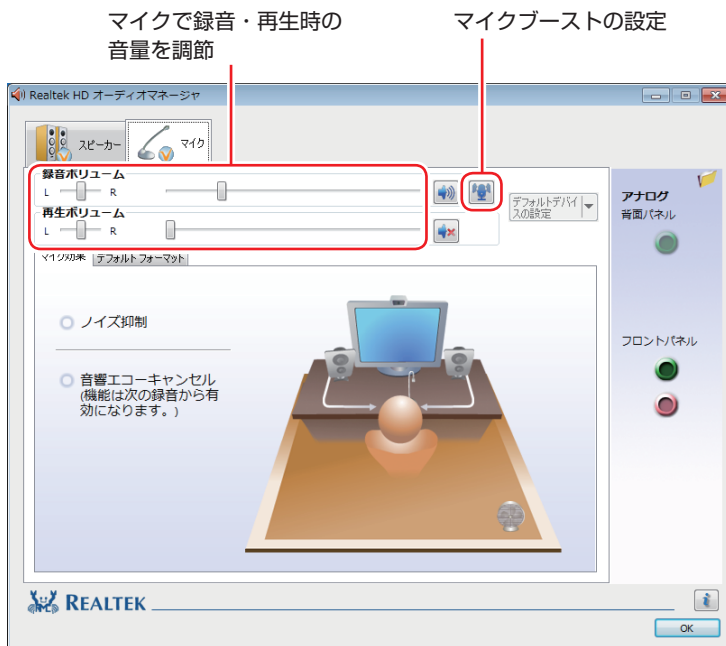 マイクで録音・再生時の
音量を調節
マイクブーストの設定
Realtek HD オーディオマネージャ
スピーカー
マイク
録音ボリューム
L R
デフォルトデバイ
スの設定
再生ボリューム
L R
マイク効果 デフォルトフォーマット
ノイズ抑制
音響エコーキャンセル
(機能は次の録音から有
効になります。)
アナログ
背面パネル
フロントパネル
REALTEK
OK